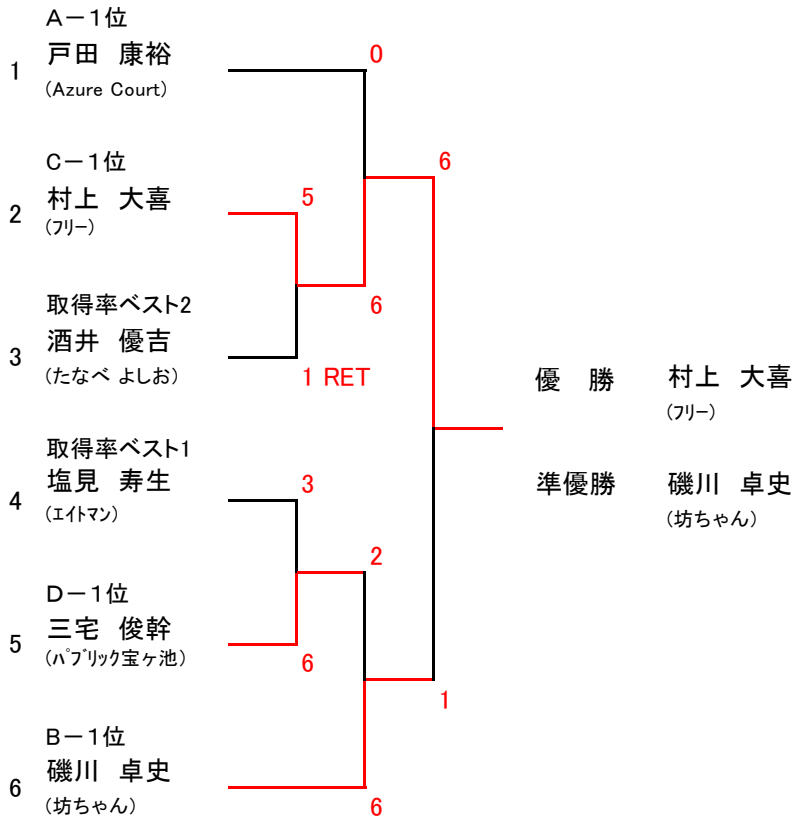 A－1位
1 戸田 康裕
(Azure Court)
0
C－1位
2 村上 大喜
(フリー)
5
6
6
取得率ベスト2
3 酒井 優吉
(たなべ よしお)
1 RET
優 勝 村上 大喜
(フリー)
取得率ベスト1
4 塩見 寿生
(エイトマン)
3
準優勝 磯川 卓史
(坊ちゃん)
2
D－1位
5 三宅 俊幹
(パブリック宝ヶ池)
6
1
B－1位
6 磯川 卓史
(坊ちゃん)
6